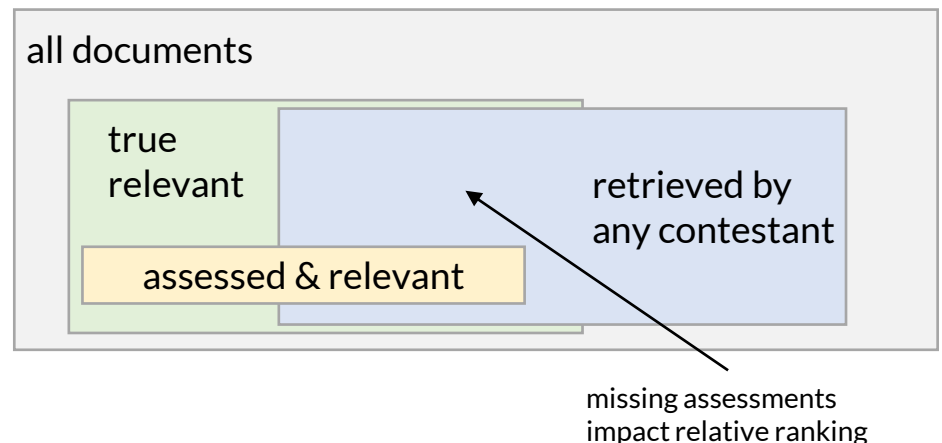 all documents
true
relevant
retrieved by
any contestant
assessed & relevant
missing assessments
impact relative ranking